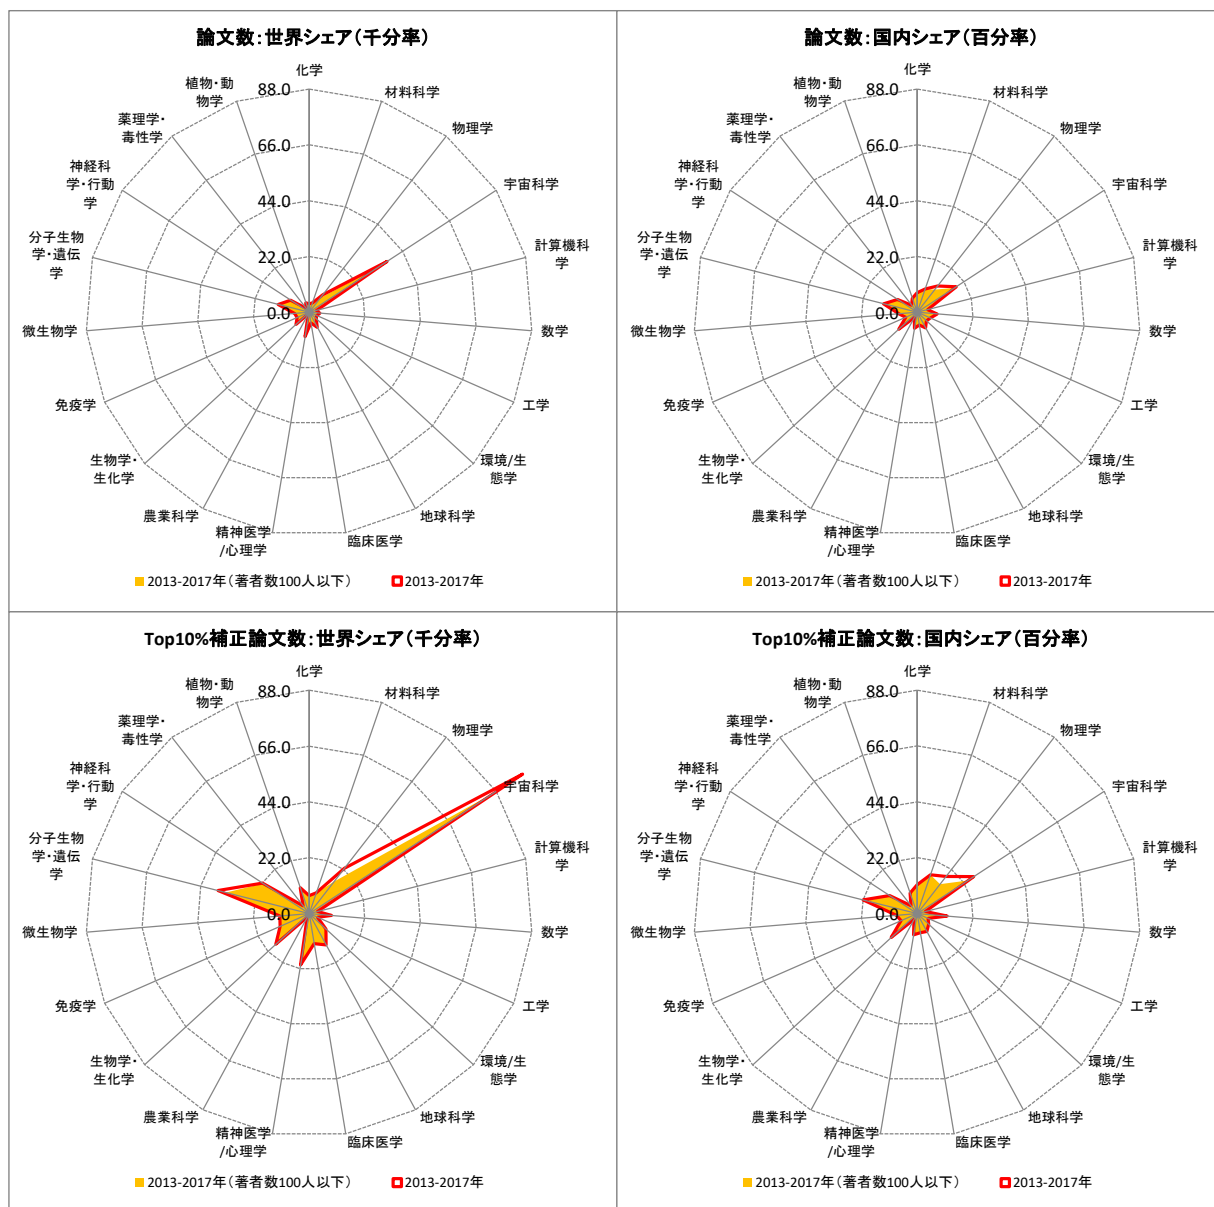 論文数：世界シェア（千分率）
化学
材料科学
物理学
宇宙科学
計算機科
学
数学
工学
環境/生
態学
地球科学
臨床医学
精神医学
/心理学
農業科学
生物学・
生化学
免疫学
微生物学
分子生物
学・遺伝
学
神経科
学・行動
学
薬理学・
毒性学
植物・動
物学
88.0
66.0
44.0
22.0
0.0
2013-2017年（著者数100人以下）
2013-2017年
論文数：国内シェア（百分率）
化学
材料科学
物理学
宇宙科学
計算機科
学
数学
工学
環境/生
態学
地球科学
臨床医学
精神医学
/心理学
農業科学
生物学・
生化学
免疫学
微生物学
分子生物
学・遺伝
学
神経科
学・行動
学
薬理学・
毒性学
植物・動
物学
88.0
66.0
44.0
22.0
0.0
2013-2017年（著者数100人以下）
2013-2017年
Top10%補正論文数：世界シェア（千分率）
化学
材料科学
物理学
宇宙科学
計算機科
学
数学
工学
環境/生
態学
地球科学
臨床医学
精神医学
/心理学
農業科学
生物学・
生化学
免疫学
微生物学
分子生物
学・遺伝
学
神経科
学・行動
学
薬理学・
毒性学
植物・動
物学
88.0
66.0
44.0
22.0
0.0
2013-2017年（著者数100人以下）
2013-2017年
Top10%補正論文数：国内シェア（百分率）
化学
材料科学
物理学
宇宙科学
計算機科
学
数学
工学
環境/生
態学
地球科学
臨床医学
精神医学
/心理学
農業科学
生物学・
生化学
免疫学
微生物学
分子生物
学・遺伝
学
神経科
学・行動
学
薬理学・
毒性学
植物・動
物学
88.0
66.0
44.0
22.0
0.0
2013-2017年（著者数100人以下）
2013-2017年